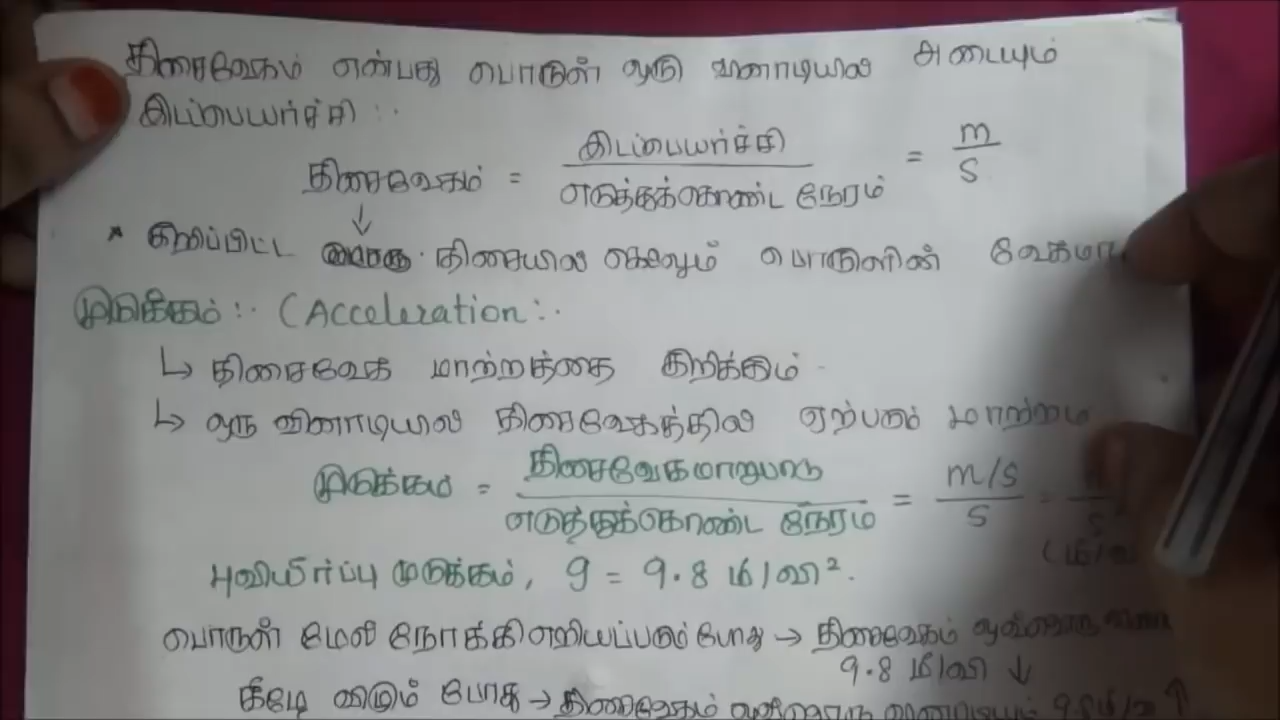 திசைவேகம் என்பது பொருள் ஒரு வினாடியில் அடையும்
இடப்பெயர்ச்சி :.
திசைவேகம் = இடப்பெயர்ச்சி / எடுத்துக்கொண்ட நேரம் = m/s
* குறிப்பிட்ட திசையில் செல்லும் பொருளின்
முடுக்கம் :. (Acceleration :.
↳ திசைவேக மாற்றத்தை குறிக்கும்
↳ ஒரு வினாடியில் திசைவேகத்தில் ஏற்படும் மாற்றம்
முடுக்கம் = திசைவேகமாறுபாடு / எடுத்துக்கொண்ட நேரம் = m/s / s
புவியீர்ப்பு முடுக்கம், g = 9.8 மீ/வி².
பொருள் மேல் நோக்கி எறியப்படும் போது → திசைவேகம்
9.8 மீ/வி ↓
கீழே விழும் போது → திசைவேகம் ஒவ்வொரு வினாடியும் ↑